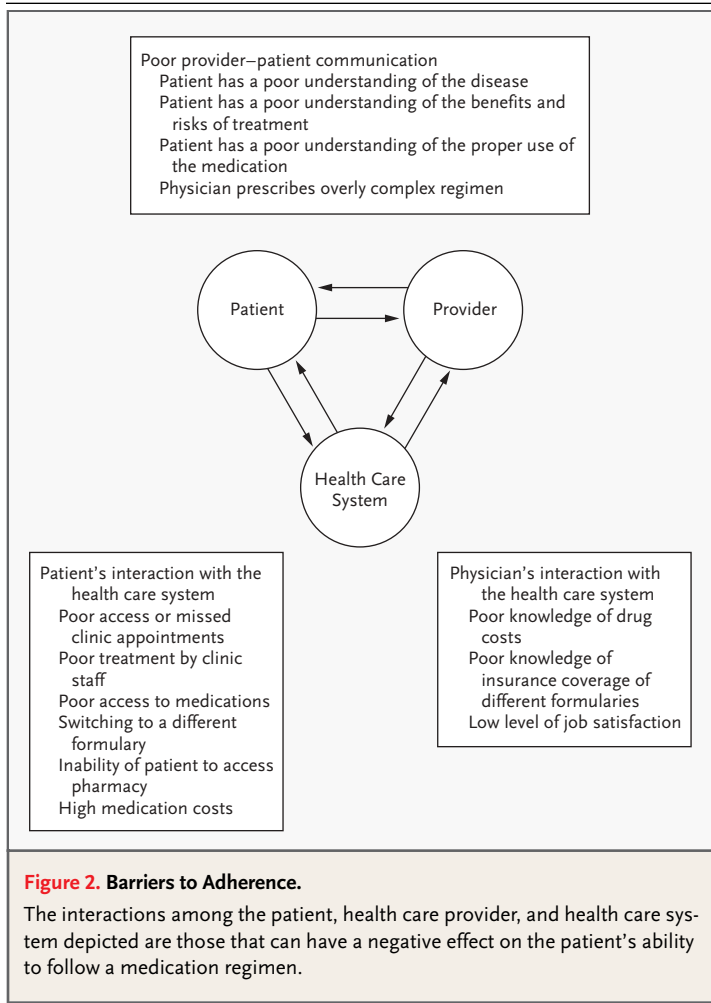 Poor provider–patient communication
Patient has a poor understanding of the disease
Patient has a poor understanding of the benefits and
risks of treatment
Patient has a poor understanding of the proper use of
the medication
Physician prescribes overly complex regimen
Patient
Provider
Health Care
System
Patient's interaction with the
health care system
Poor access or missed
clinic appointments
Poor treatment by clinic
staff
Poor access to medications
Switching to a different
formulary
Inability of patient to access
pharmacy
High medication costs
Physician's interaction with
the health care system
Poor knowledge of drug
costs
Poor knowledge of
insurance coverage of
different formularies
Low level of job satisfaction
Figure 2. Barriers to Adherence.
The interactions among the patient, health care provider, and health care sys-
tem depicted are those that can have a negative effect on the patient's ability
to follow a medication regimen.